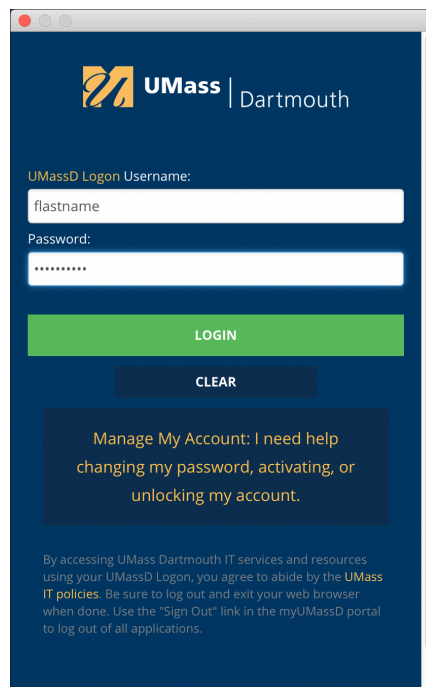 UMass | Dartmouth
UMassD Logon Username:
flastname
Password:
••••••••••
LOGIN
CLEAR
Manage My Account: I need help
changing my password, activating, or
unlocking my account.
By accessing UMass Dartmouth IT services and resources
using your UMassD Logon, you agree to abide by the UMass
IT policies. Be sure to log out and exit your web browser
when done. Use the "Sign Out" link in the myUMassD portal
to log out of all applications.